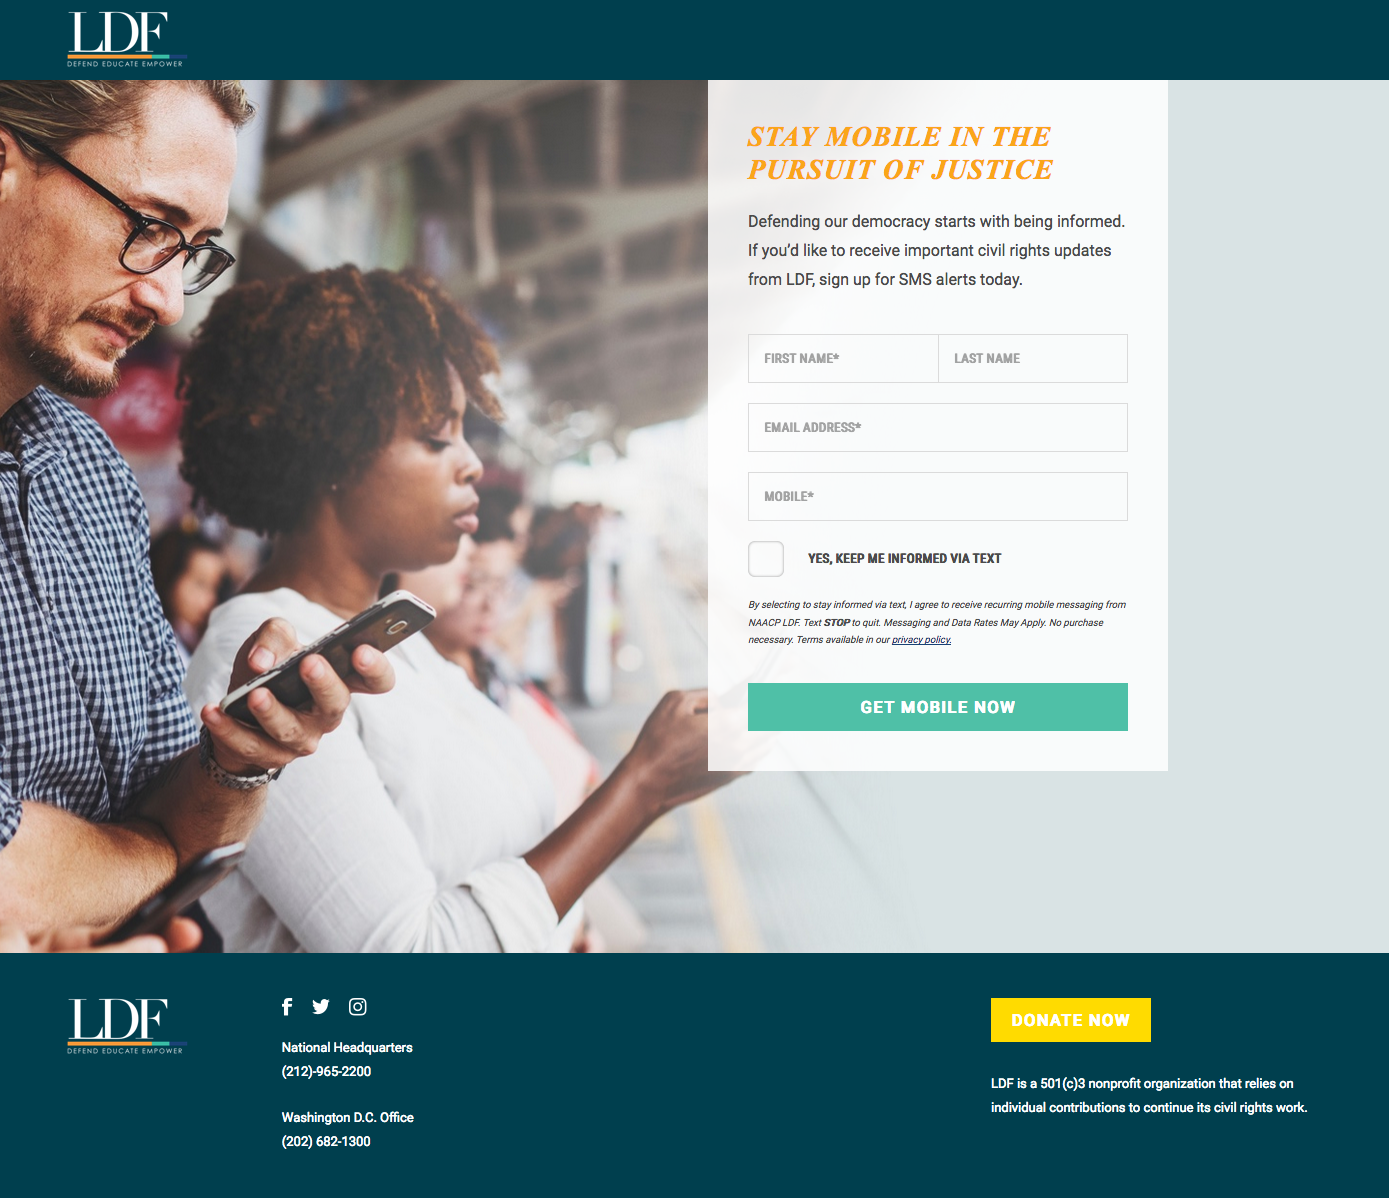 LDF
DEFEND EDUCATE EMPOWER
STAY MOBILE IN THE
PURSUIT OF JUSTICE
Defending our democracy starts with being informed.
If you’d like to receive important civil rights updates
from LDF, sign up for SMS alerts today.
FIRST NAME* LAST NAME
EMAIL ADDRESS*
MOBILE*
YES, KEEP ME INFORMED VIA TEXT
By selecting to stay informed via text, I agree to receive recurring mobile messaging from
NAACP LDF. Text STOP to quit. Messaging and Data Rates May Apply. No purchase
necessary. Terms available in our privacy policy.
GET MOBILE NOW
LDF
DEFEND EDUCATE EMPOWER
National Headquarters
(212)-965-2200
Washington D.C. Office
(202) 682-1300
DONATE NOW
LDF is a 501(c)3 nonprofit organization that relies on
individual contributions to continue its civil rights work.